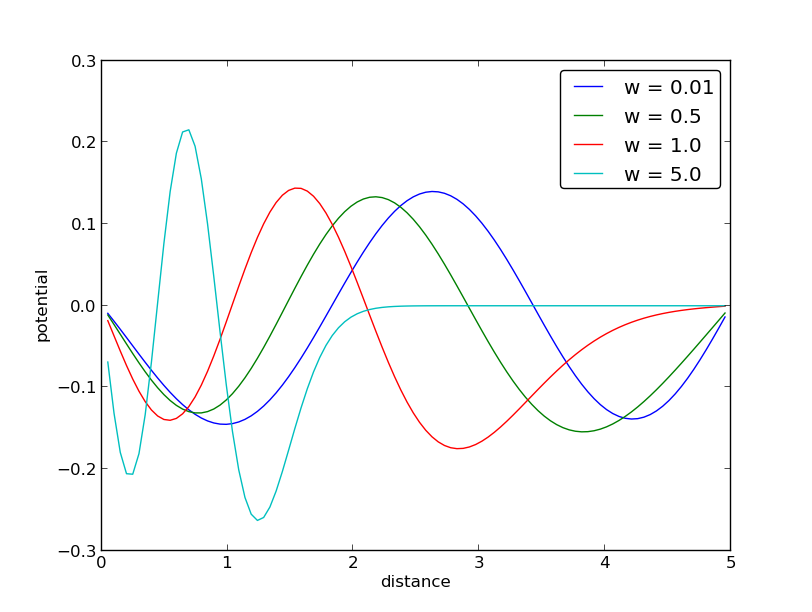 0.3
0.2
0.1
0.0
−0.1
−0.2
−0.3
potential
0 1 2 3 4 5
distance
w = 0.01
w = 0.5
w = 1.0
w = 5.0